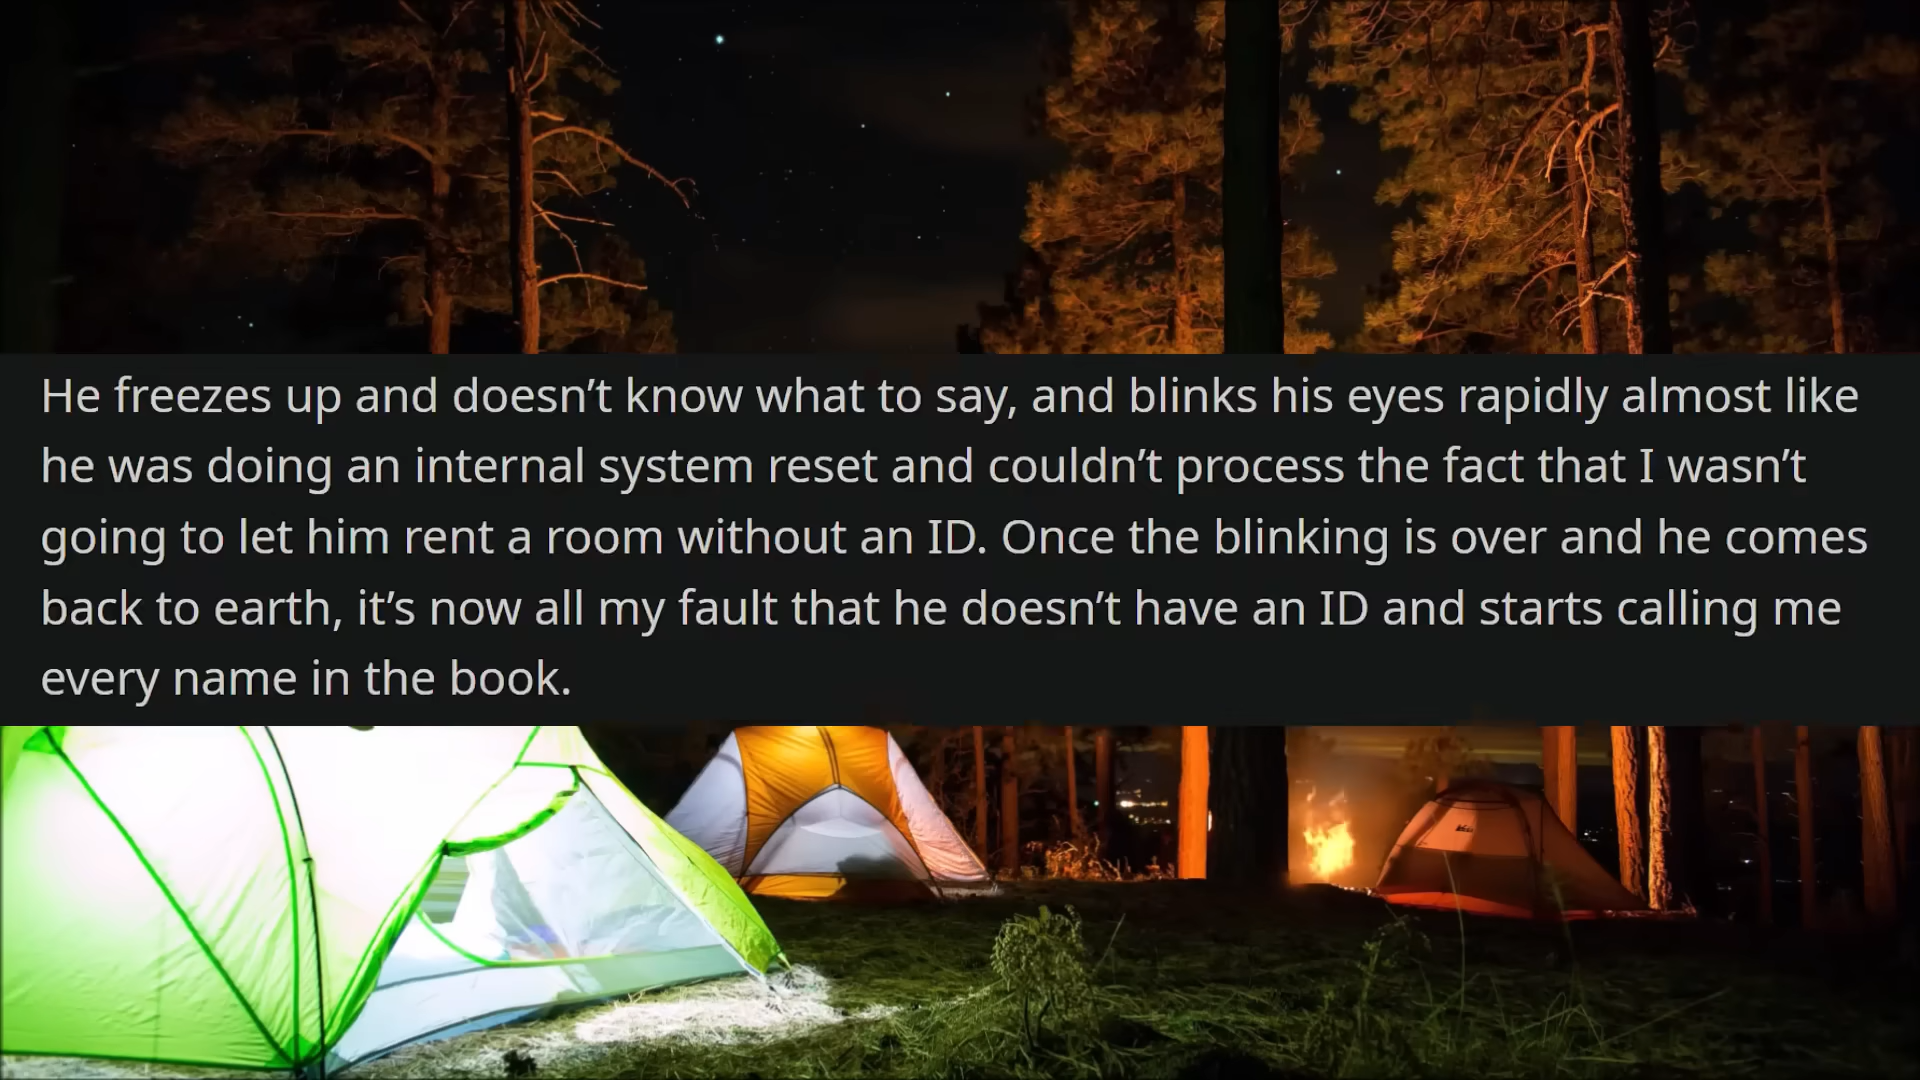 He freezes up and doesn’t know what to say, and blinks his eyes rapidly almost like
he was doing an internal system reset and couldn’t process the fact that I wasn’t
going to let him rent a room without an ID. Once the blinking is over and he comes
back to earth, it’s now all my fault that he doesn’t have an ID and starts calling me
every name in the book.